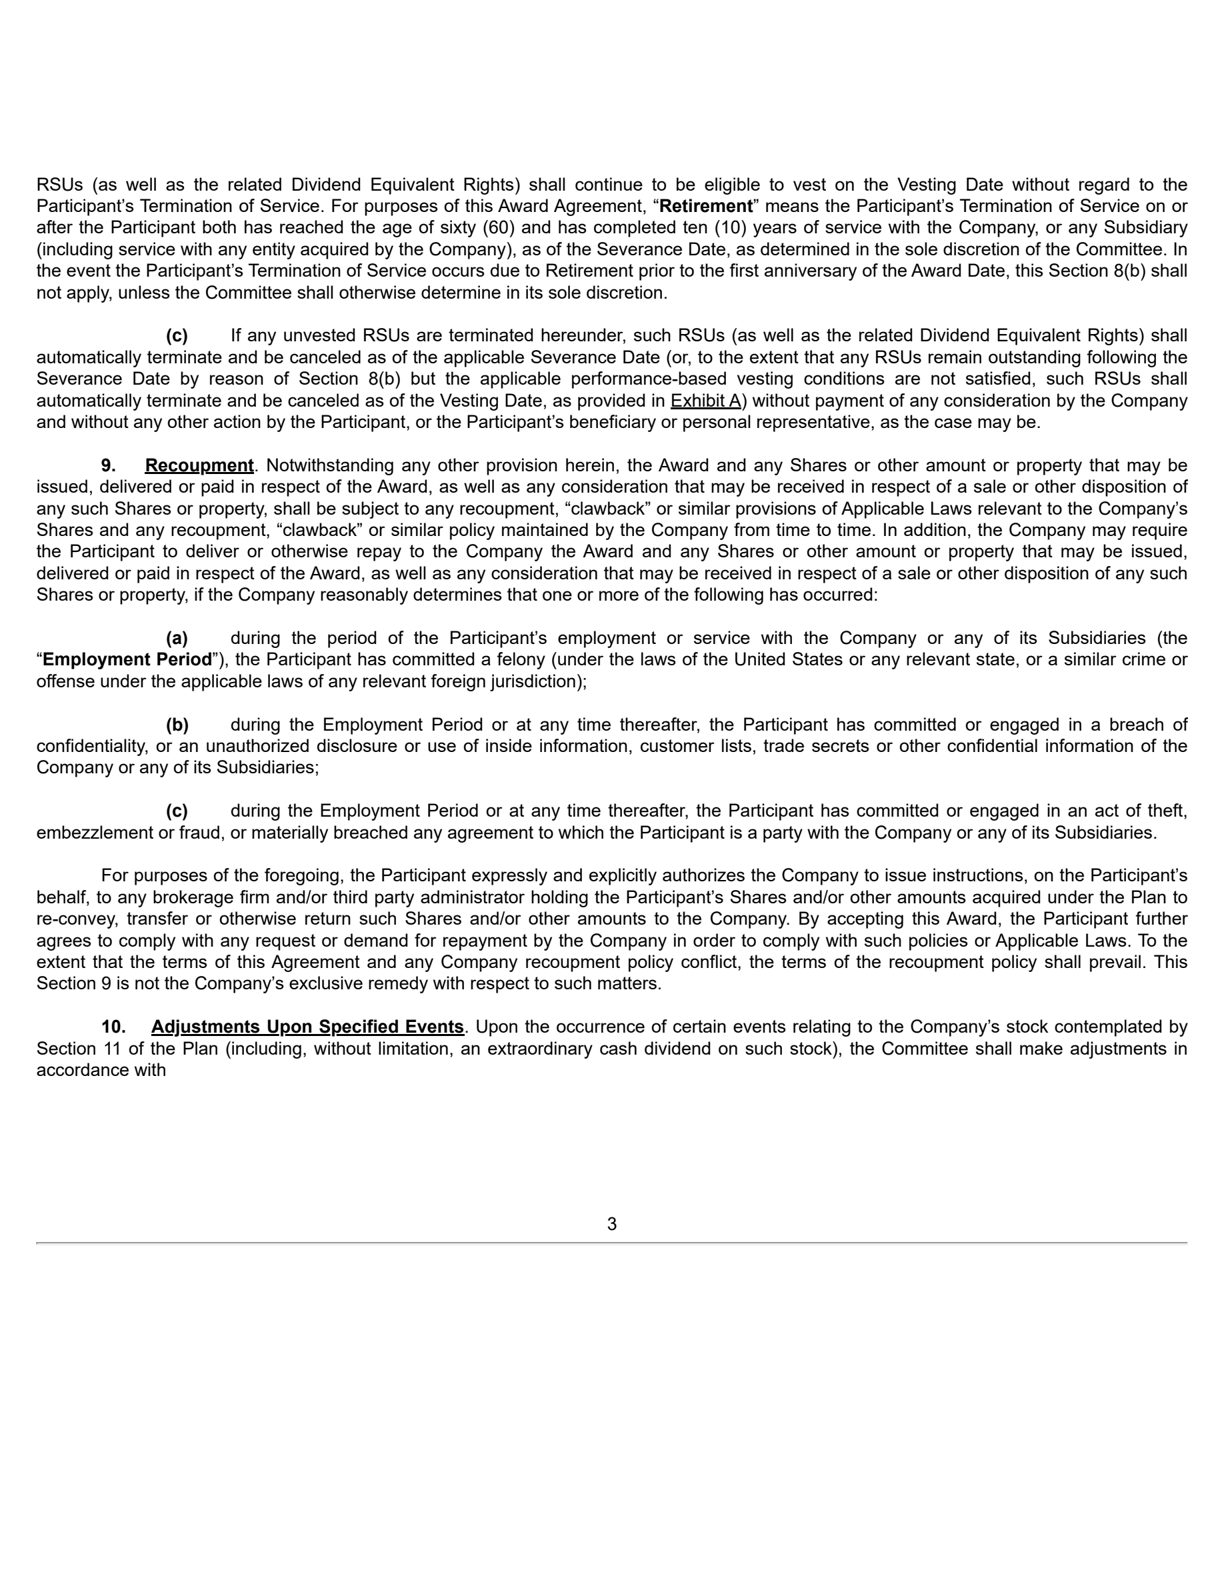 RSUs (as well as the related Dividend Equivalent Rights) shall continue to be eligible to vest on the Vesting Date without regard to the
Participant’s Termination of Service. For purposes of this Award Agreement, “Retirement” means the Participant’s Termination of Service on or
after the Participant both has reached the age of sixty (60) and has completed ten (10) years of service with the Company, or any Subsidiary
(including service with any entity acquired by the Company), as of the Severance Date, as determined in the sole discretion of the Committee. In
the event the Participant’s Termination of Service occurs due to Retirement prior to the first anniversary of the Award Date, this Section 8(b) shall
not apply, unless the Committee shall otherwise determine in its sole discretion.
(c) If any unvested RSUs are terminated hereunder, such RSUs (as well as the related Dividend Equivalent Rights) shall
automatically terminate and be canceled as of the applicable Severance Date (or, to the extent that any RSUs remain outstanding following the
Severance Date by reason of Section 8(b) but the applicable performance-based vesting conditions are not satisfied, such RSUs shall
automatically terminate and be canceled as of the Vesting Date, as provided in Exhibit A) without payment of any consideration by the Company
and without any other action by the Participant, or the Participant’s beneficiary or personal representative, as the case may be.
9. Recoupment. Notwithstanding any other provision herein, the Award and any Shares or other amount or property that may be
issued, delivered or paid in respect of the Award, as well as any consideration that may be received in respect of a sale or other disposition of
any such Shares or property, shall be subject to any recoupment, “clawback” or similar provisions of Applicable Laws relevant to the Company’s
Shares and any recoupment, “clawback” or similar policy maintained by the Company from time to time. In addition, the Company may require
the Participant to deliver or otherwise repay to the Company the Award and any Shares or other amount or property that may be issued,
delivered or paid in respect of the Award, as well as any consideration that may be received in respect of a sale or other disposition of any such
Shares or property, if the Company reasonably determines that one or more of the following has occurred:
(a) during the period of the Participant’s employment or service with the Company or any of its Subsidiaries (the
“Employment Period”), the Participant has committed a felony (under the laws of the United States or any relevant state, or a similar crime or
offense under the applicable laws of any relevant foreign jurisdiction);
(b) during the Employment Period or at any time thereafter, the Participant has committed or engaged in a breach of
confidentiality, or an unauthorized disclosure or use of inside information, customer lists, trade secrets or other confidential information of the
Company or any of its Subsidiaries;
(c) during the Employment Period or at any time thereafter, the Participant has committed or engaged in an act of theft,
embezzlement or fraud, or materially breached any agreement to which the Participant is a party with the Company or any of its Subsidiaries.
For purposes of the foregoing, the Participant expressly and explicitly authorizes the Company to issue instructions, on the Participant’s
behalf, to any brokerage firm and/or third party administrator holding the Participant’s Shares and/or other amounts acquired under the Plan to
re-convey, transfer or otherwise return such Shares and/or other amounts to the Company. By accepting this Award, the Participant further
agrees to comply with any request or demand for repayment by the Company in order to comply with such policies or Applicable Laws. To the
extent that the terms of this Agreement and any Company recoupment policy conflict, the terms of the recoupment policy shall prevail. This
Section 9 is not the Company’s exclusive remedy with respect to such matters.
10. Adjustments Upon Specified Events. Upon the occurrence of certain events relating to the Company’s stock contemplated by
Section 11 of the Plan (including, without limitation, an extraordinary cash dividend on such stock), the Committee shall make adjustments in
accordance with
3